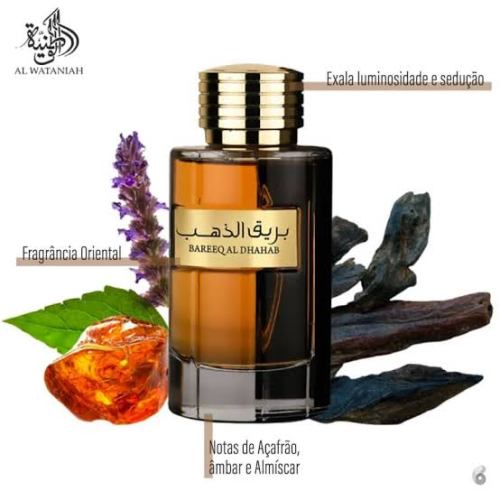 الوطنية
AL WATANIAH
Exala luminosidade e sedução
بريق الذهب
BAREEQ AL DHAHAB
Fragrância Oriental
Notas de Açafrão,
âmbar e Almíscar